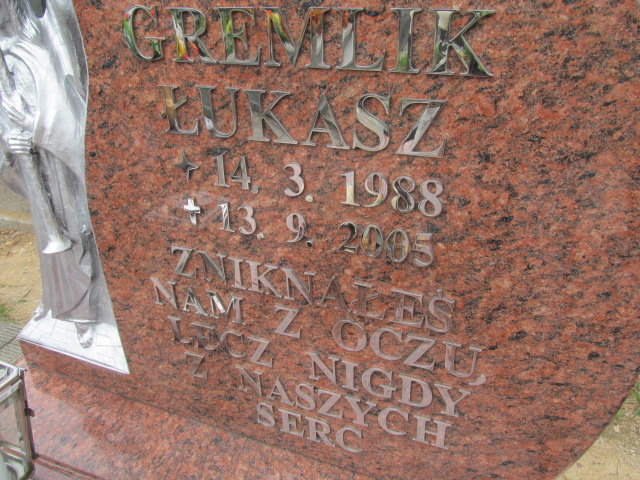 GREMLIK
ŁUKASZ
14. 3. 1988
13. 9. 2005
ZNIKNĄŁEŚ
NAM Z OCZU,
LECZ NIGDY
Z NASZYCH
SERC